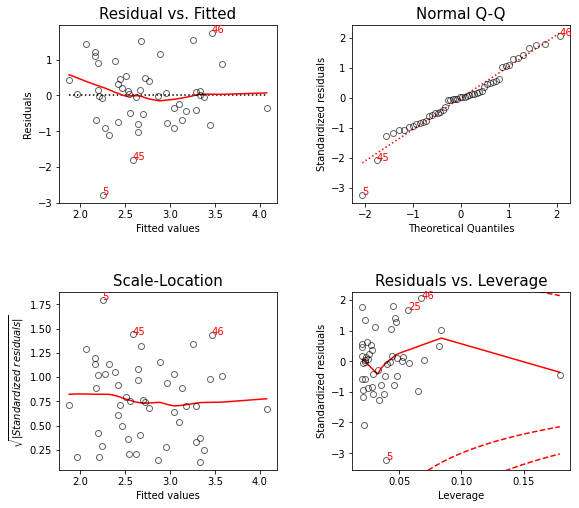 Residual vs. Fitted
46
1
0
−1
−2
−3
Residuals
45
5
2.0 2.5 3.0 3.5 4.0
Fitted values
Normal Q-Q
46
2
1
0
−1
−2
−3
Standardized residuals
45
5
−2 −1 0 1 2
Theoretical Quantiles
Scale-Location
5
45
46
1.75
1.50
1.25
1.00
0.75
0.50
0.25
√|Standardized residuals|
2.0 2.5 3.0 3.5 4.0
Fitted values
Residuals vs. Leverage
46
25
2
1
0
−1
−2
−3
Standardized residuals
5
0.05 0.10 0.15
Leverage